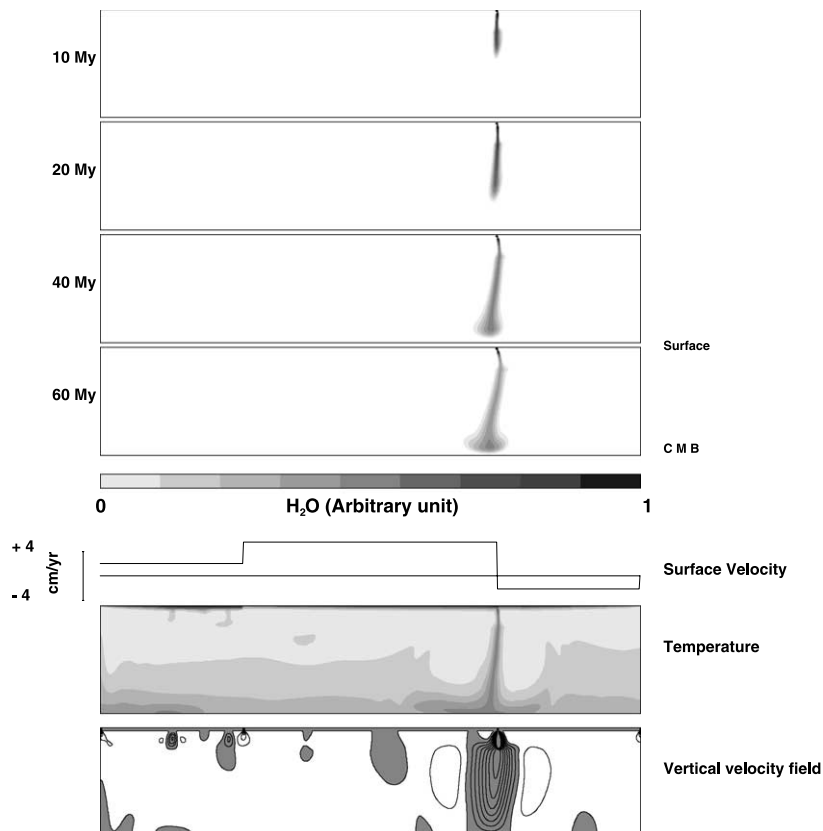 10 My
20 My
40 My
Surface
60 My
C M B
0 H₂O (Arbitrary unit) 1
+ 4
cm/yr
- 4
Surface Velocity
Temperature
Vertical velocity field